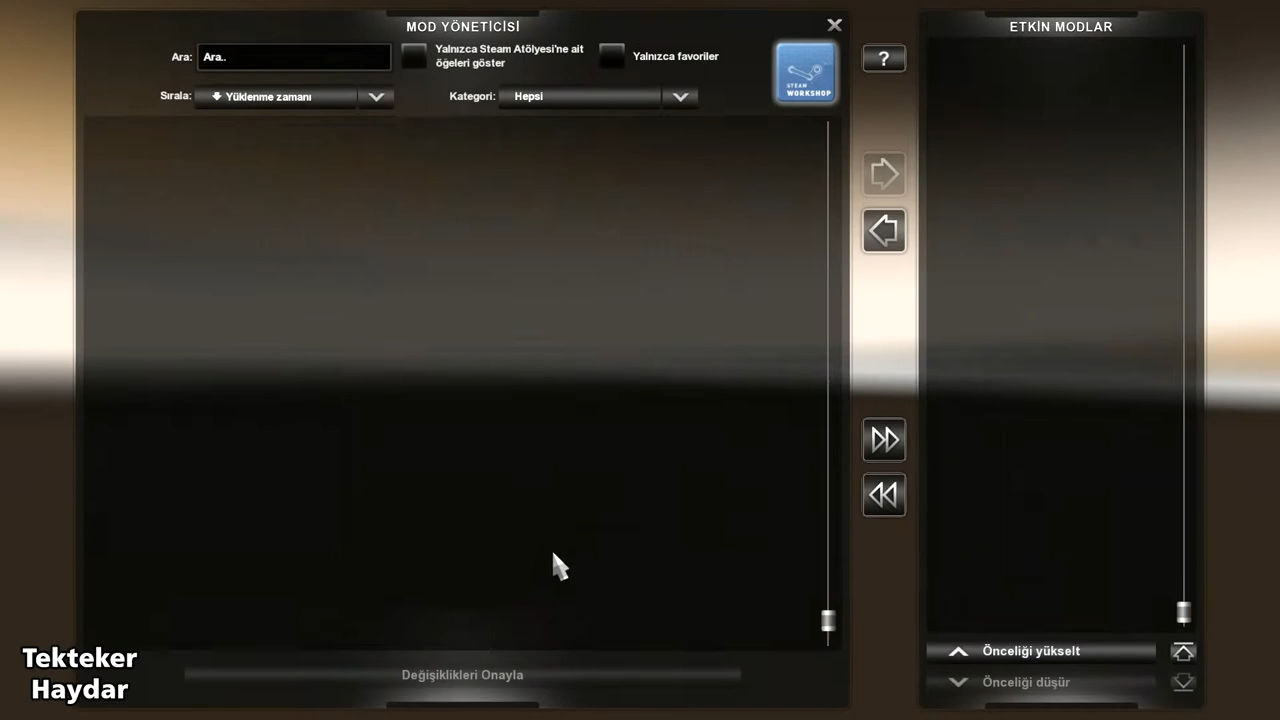 MOD YÖNETİCİSİ
Ara:
Ara..
Yalnızca Steam Atölyesi'ne ait
öğeleri göster
Yalnızca favoriler
STEAM
WORKSHOP
Sırala:
Yüklenme zamanı
Kategori:
Hepsi
Değişiklikleri Onayla
?
ETKİN MODLAR
Önceliği yükselt
Önceliği düşür
Tekteker
Haydar